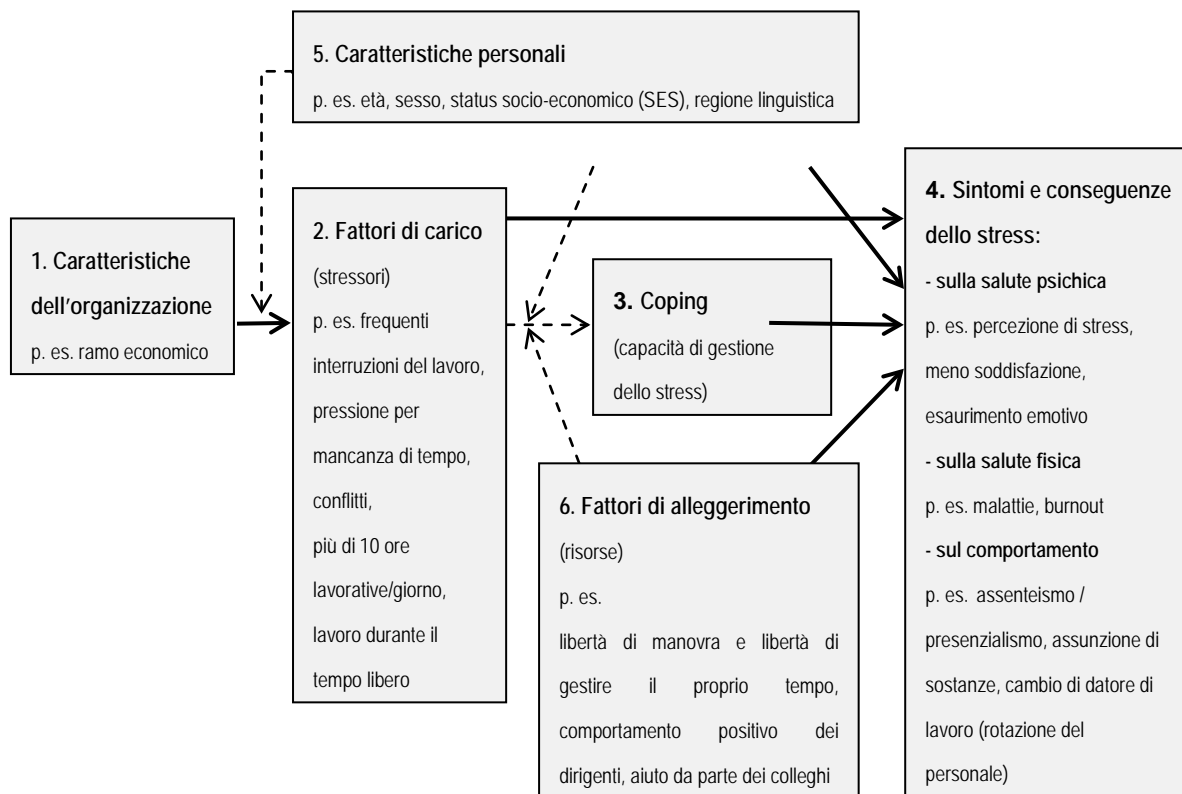 5. Caratteristiche personali
p. es. età, sesso, status socio-economico (SES), regione linguistica
1. Caratteristiche
dell'organizzazione
p. es. ramo economico
2. Fattori di carico
(stressori)
p. es. frequenti
interruzioni del lavoro,
pressione per
mancanza di tempo,
conflitti,
più di 10 ore
lavorative/giorno,
lavoro durante il
tempo libero
3. Coping
(capacità di gestione
dello stress)
6. Fattori di alleggerimento
(risorse)
p. es.
libertà di manovra e libertà di
gestire il proprio tempo,
comportamento positivo dei
dirigenti, aiuto da parte dei colleghi
4. Sintomi e conseguenze
dello stress:
- sulla salute psichica
p. es. percezione di stress,
meno soddisfazione,
esaurimento emotivo
- sulla salute fisica
p. es. malattie, burnout
- sul comportamento
p. es. assenteismo /
presenzialismo, assunzione di
sostanze, cambio di datore di
lavoro (rotazione del
personale)